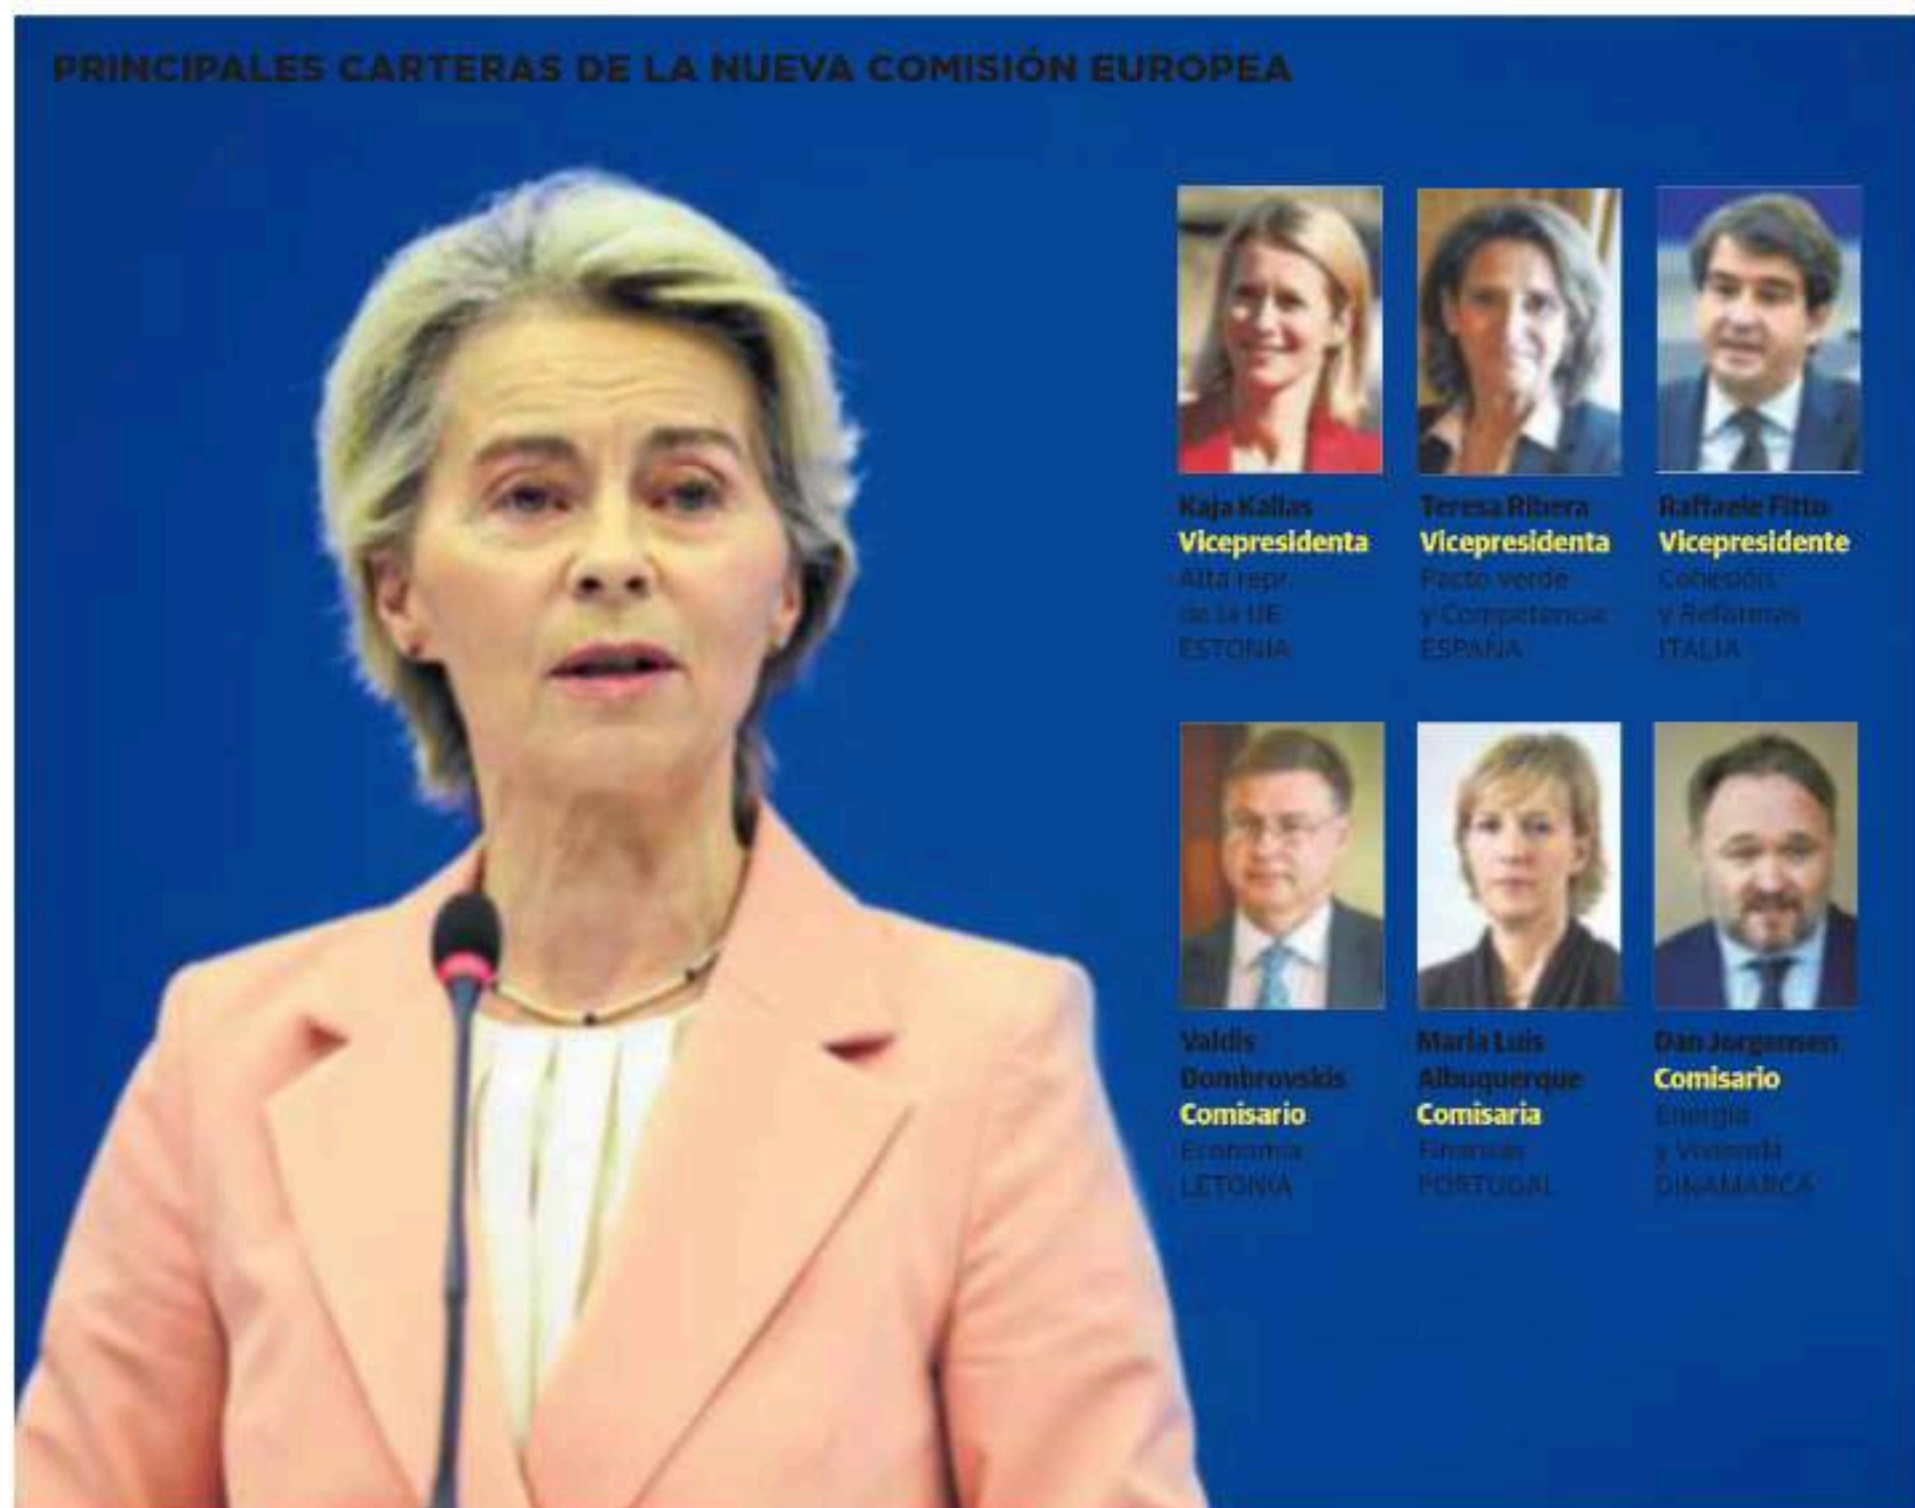 PRINCIPALES CARTERAS DE LA NUEVA COMISIÓN EUROPEA
Kaja Kallas
Vicepresidenta
Alta repr.
de la UE
ESTONIA
Teresa Ribera
Vicepresidenta
Pacto verde
y Competencia
ESPAÑA
Raffaele Fitto
Vicepresidente
Cohesión
y Reformas
ITALIA
Valdis
Dombrovskis
Comisario
Economía
LETONIA
Maria Luis
Albuquerque
Comisaria
Finanzas
PORTUGAL
Dan Jorgensen
Comisario
Energía
y Vivienda
DINAMARCA